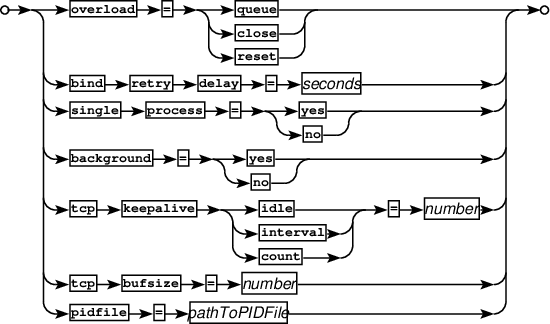 overload = queue
close
reset
bind retry delay = seconds
single process = yes
no
background = yes
no
tcp keepalive idle = number
interval
count
tcp bufsize = number
pidfile = pathToPIDFile